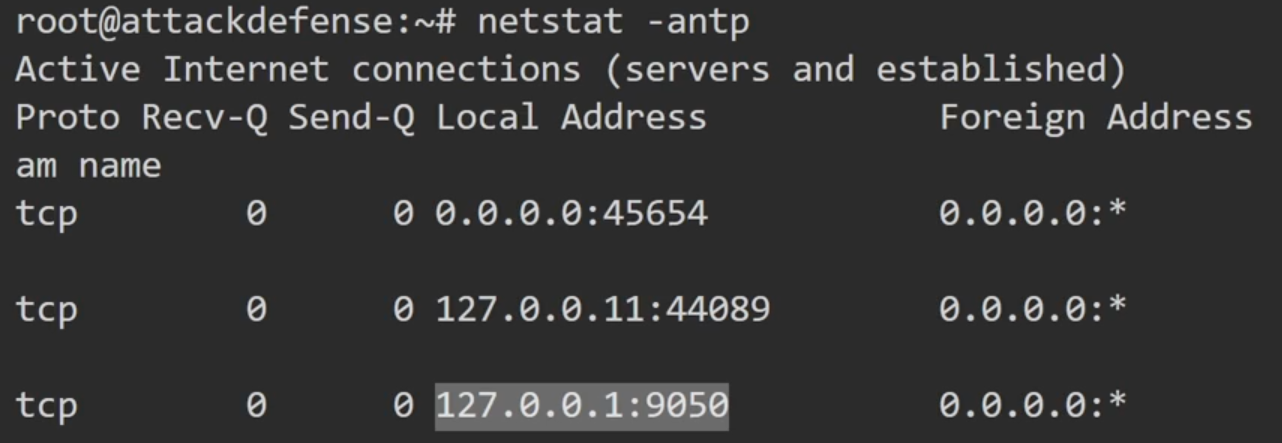 root@attackdefense:~# netstat -antp
Active Internet connections (servers and established)
Proto Recv-Q Send-Q Local Address           Foreign Address
am name
tcp        0      0 0.0.0.0:45654           0.0.0.0:*
tcp        0      0 127.0.0.11:44089        0.0.0.0:*
tcp        0      0 127.0.0.1:9050          0.0.0.0:*